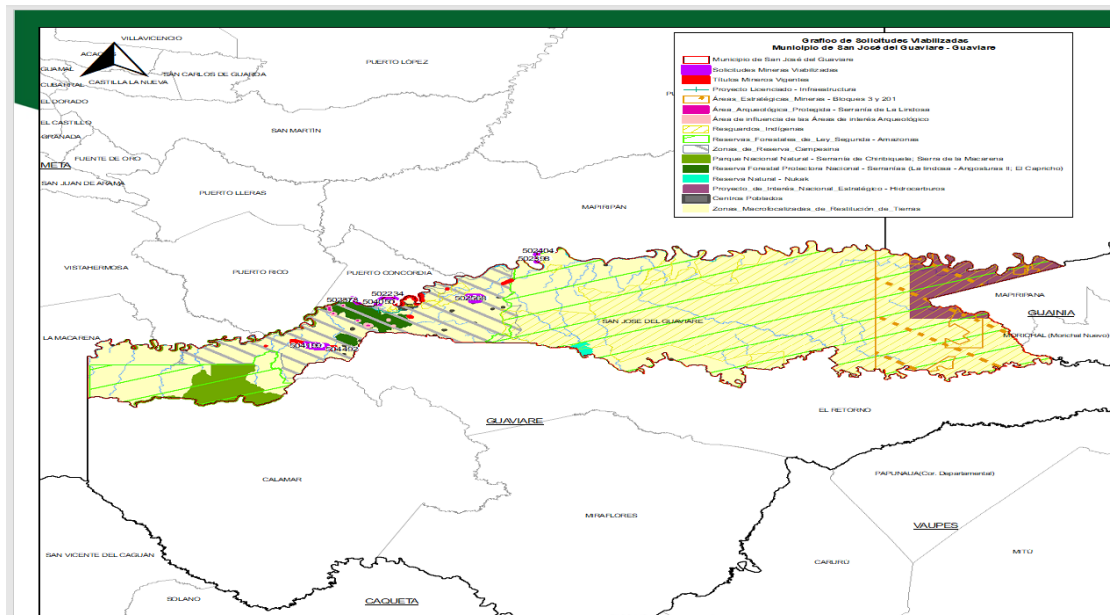 Grafico de Solicitudes Viabilizadas
Municipio de San José del Guaviare - Guaviare
Municipio de San José del Guaviare
Solicitudes Mineras Viabilizadas
Títulos Mineros Vigentes
Proyecto Licenciado - Infraestructura
Áreas_Estratégicas_Mineras - Bloques 3 y 201
Área_Arqueológica_Protegida - Serranía de La Lindosa
Área de influencia de las Áreas de interés Arqueológico
Resguardos_Indígenas
Reservas_Forestales_de_Ley_Segunda - Amazonas
Zonas_de_Reserva_Campesina
Parque Nacional Natural - Serranía de Chiribiquete; Sierra de la Macarena
Reserva Forestal Protectora Nacional - Serranías (La lindosa - Angosturas II; El Capricho)
Reserva Natural - Nukak
Proyecto_de_Interés_Nacional_Estratégico - Hidrocarburos
Centros Poblados
Zonas_Macrofocalizadas_de_Restitución_de_Tierras
VILLAVICENCIO
PUERTO LÓPEZ
GUAMAL
SAN CARLOS DE GUAROA
CUBARRAL
CASTILLA LA NUEVA
EL DORADO
EL CASTILLO
SAN MARTÍN
GRANADA
META
FUENTE DE ORO
SAN JUAN DE ARAMA
PUERTO LLERAS
MAPIRIPÁN
502404
VISTAHERMOSA
PUERTO RICO
PUERTO CONCORDIA
502234
MAPIRIPANA
GUAINIA
SAN JOSÉ DEL GUAVIARE
LA MACARENA
MORICHAL (Morichal Nuevo)
EL RETORNO
GUAVIARE
PAPUNAUA(Cor. Departamental)
CALAMAR
MIRAFLORES
VAUPES
SAN VICENTE DEL CAGUÁN
CARURÚ
MITÚ
SOLANO
CAQUETA